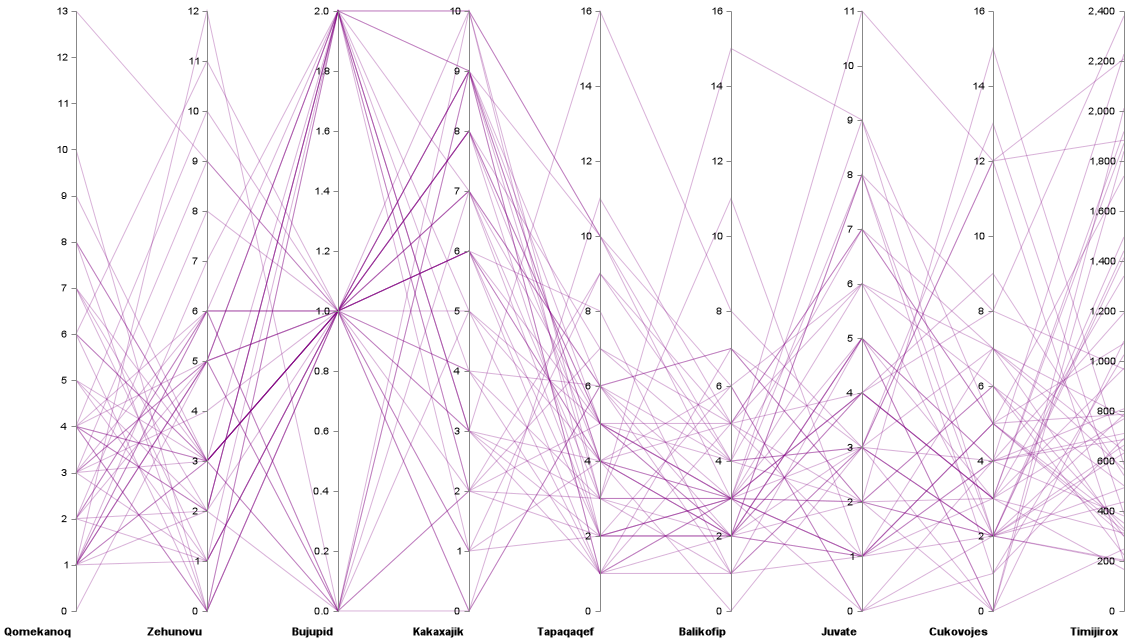 13 12 2.0 10 16 16 11 16 2,400
12 11 1.8 9 14 14 10 14 2,200
11 10 1.6 8 12 12 9 12 2,000
10 9 1.4 7 10 10 8 10 1,800
9 8 1.2 6 8 8 7 8 1,600
8 7 1.0 5 6 6 6 6 1,400
7 6 0.8 4 4 4 5 4 1,200
6 5 0.6 3 2 2 4 2 1,000
5 4 0.4 2 0 0 3 0 800
4 3 0.2 1 2 600
3 2 0.0 0 1 400
2 1 0 200
1 0 0
0
Qomekanoq Zehunovu Bujupid Kakaxajik Tapaqaqef Balikofip Juvate Cukovojes Timijirox